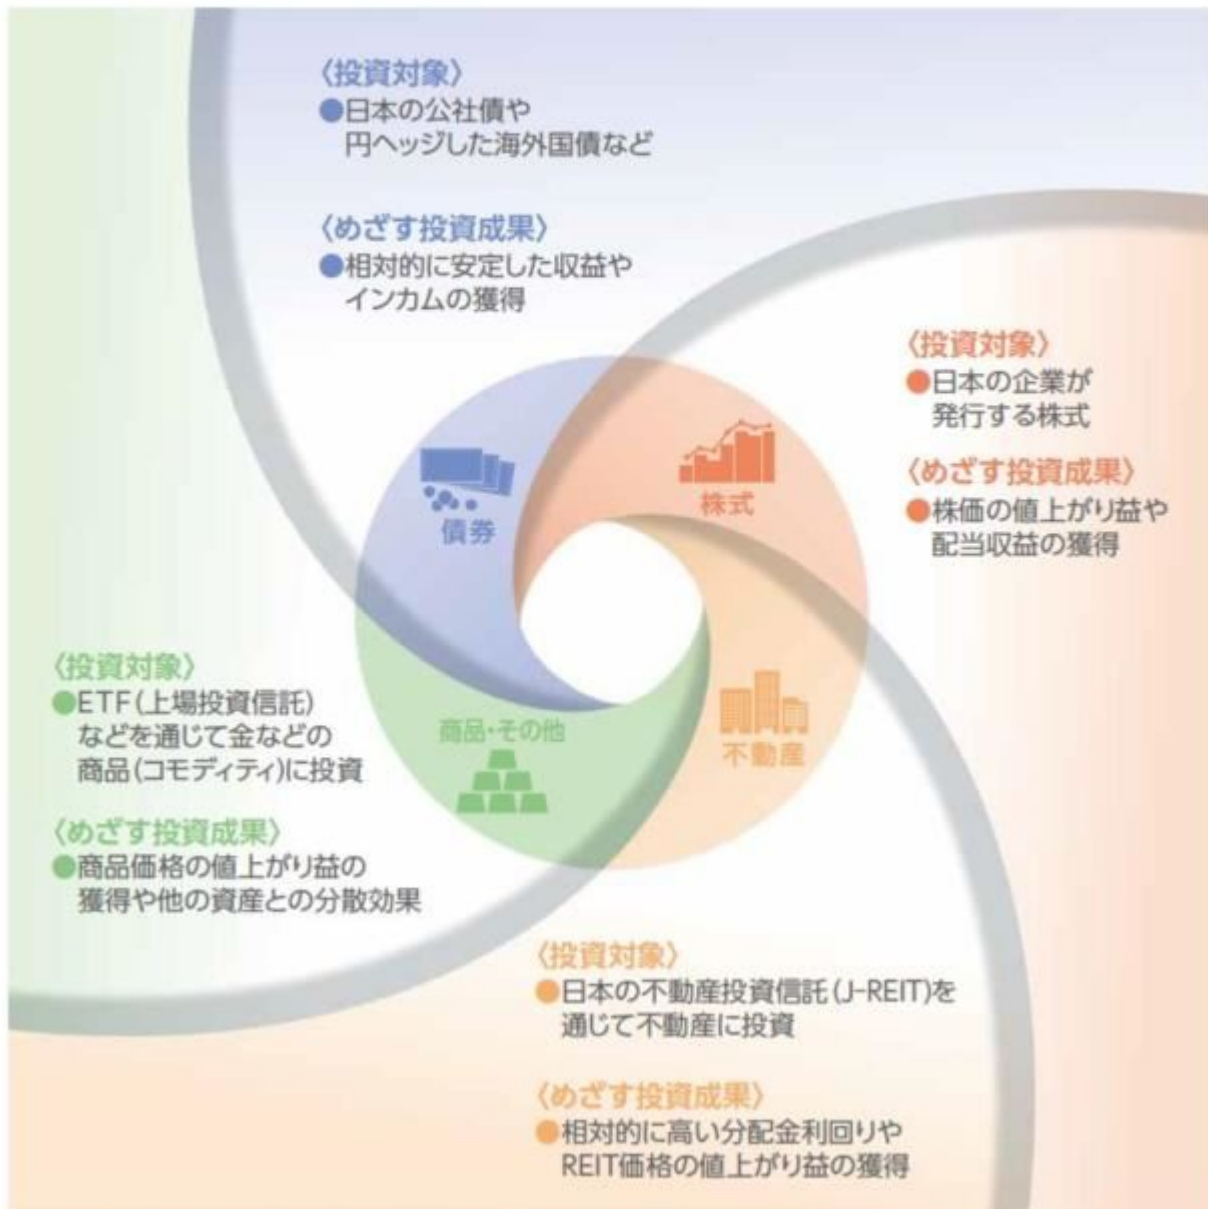 〈投資対象〉
●日本の公社債や
円ヘッジした海外国債など
〈めざす投資成果〉
●相対的に安定した収益や
インカムの獲得
〈投資対象〉
●日本の企業が
発行する株式
〈めざす投資成果〉
●株価の値上がり益や
配当収益の獲得
債券
株式
商品・その他
不動産
〈投資対象〉
●ETF(上場投資信託)
などを通じて金などの
商品(コモディティ)に投資
〈めざす投資成果〉
●商品価格の値上がり益の
獲得や他の資産との分散効果
〈投資対象〉
●日本の不動産投資信託(J-REIT)を
通じて不動産に投資
〈めざす投資成果〉
●相対的に高い分配金利回りや
REIT価格の値上がり益の獲得